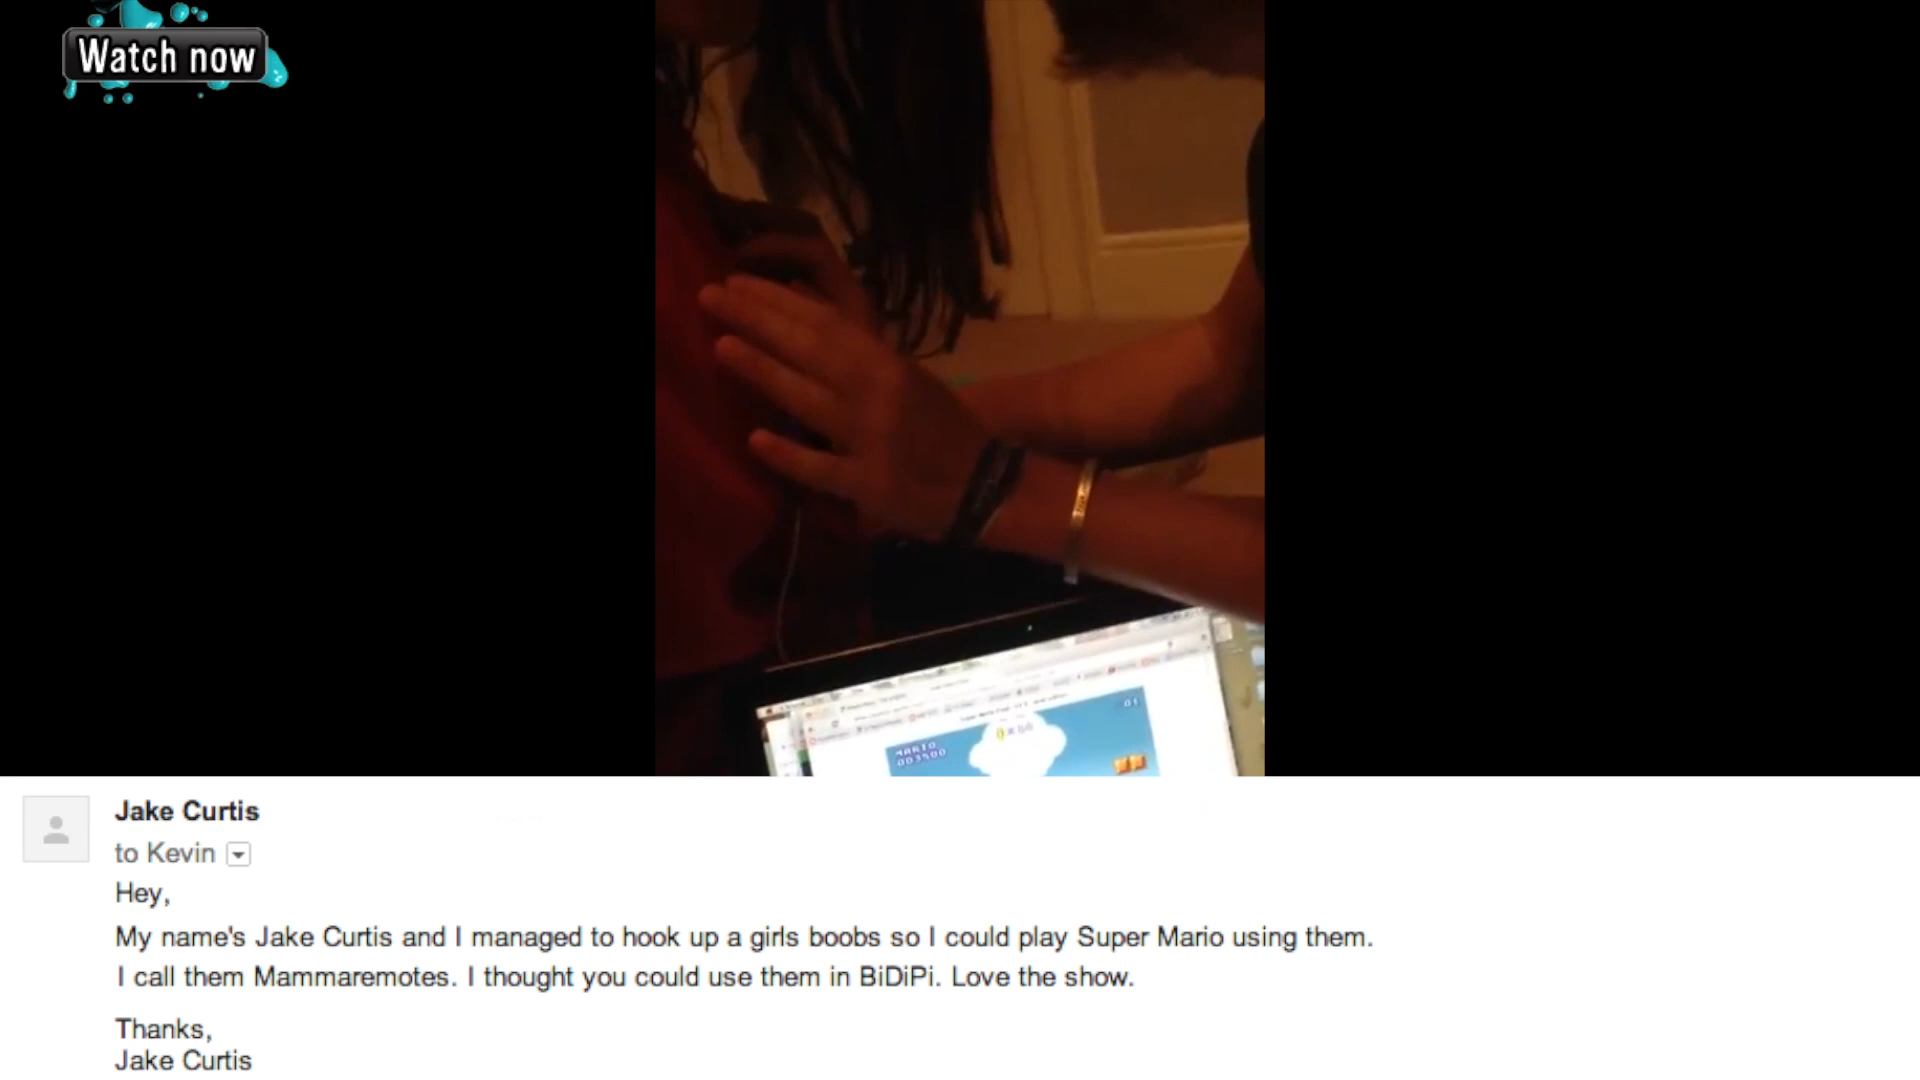 Watch now
MARIO
003500
Jake Curtis
to Kevin
Hey,
My name's Jake Curtis and I managed to hook up a girls boobs so I could play Super Mario using them.
I call them Mammaremotes. I thought you could use them in BiDiPi. Love the show.
Thanks,
Jake Curtis